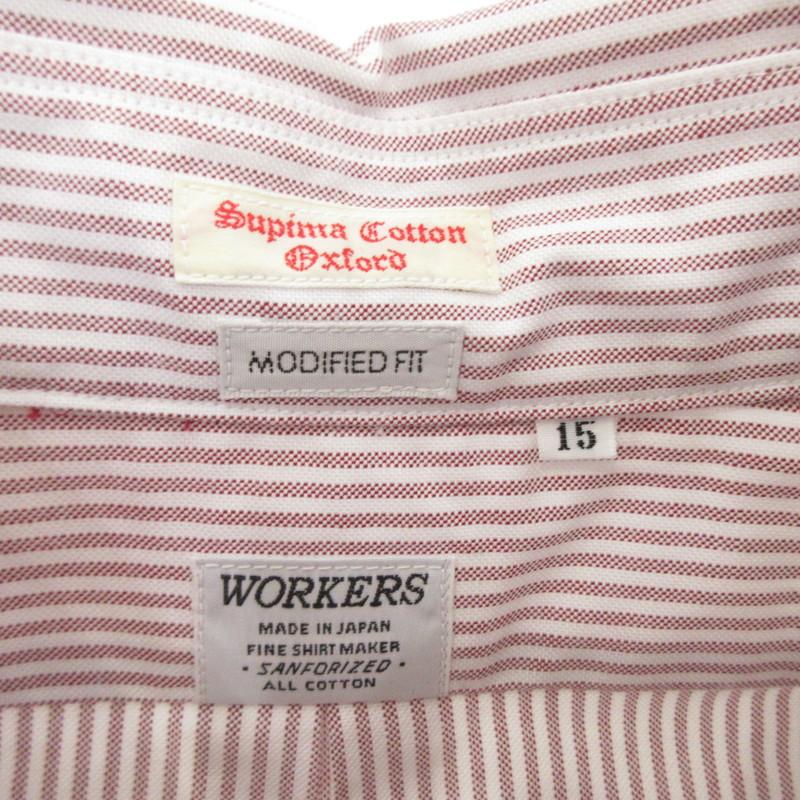 Supima Cotton
Oxford
MODIFIED FIT
15
WORKERS
MADE IN JAPAN
FINE SHIRT MAKER
• SANFORIZED •
ALL COTTON